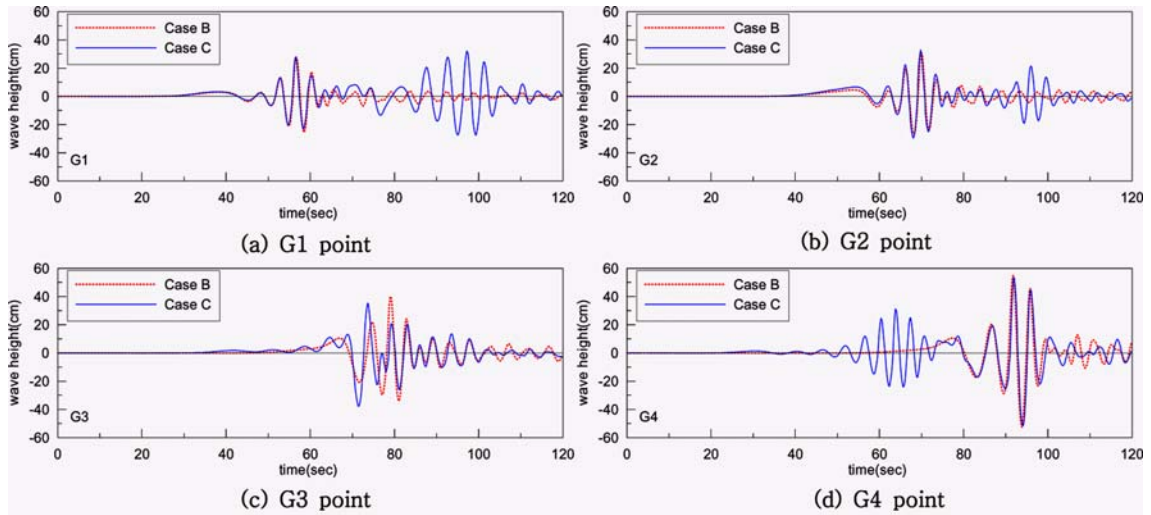 60
40
20
0
-20
-40
-60
wave height(cm)
Case B
Case C
G1
0 20 40 60 80 100 120
time(sec)
(a) G1 point
60
40
20
0
-20
-40
-60
wave height(cm)
Case B
Case C
G2
0 20 40 60 80 100 120
time(sec)
(b) G2 point
60
40
20
0
-20
-40
-60
wave height(cm)
Case B
Case C
G3
0 20 40 60 80 100 120
time(sec)
(c) G3 point
60
40
20
0
-20
-40
-60
wave height(cm)
Case B
Case C
G4
0 20 40 60 80 100 120
time(sec)
(d) G4 point